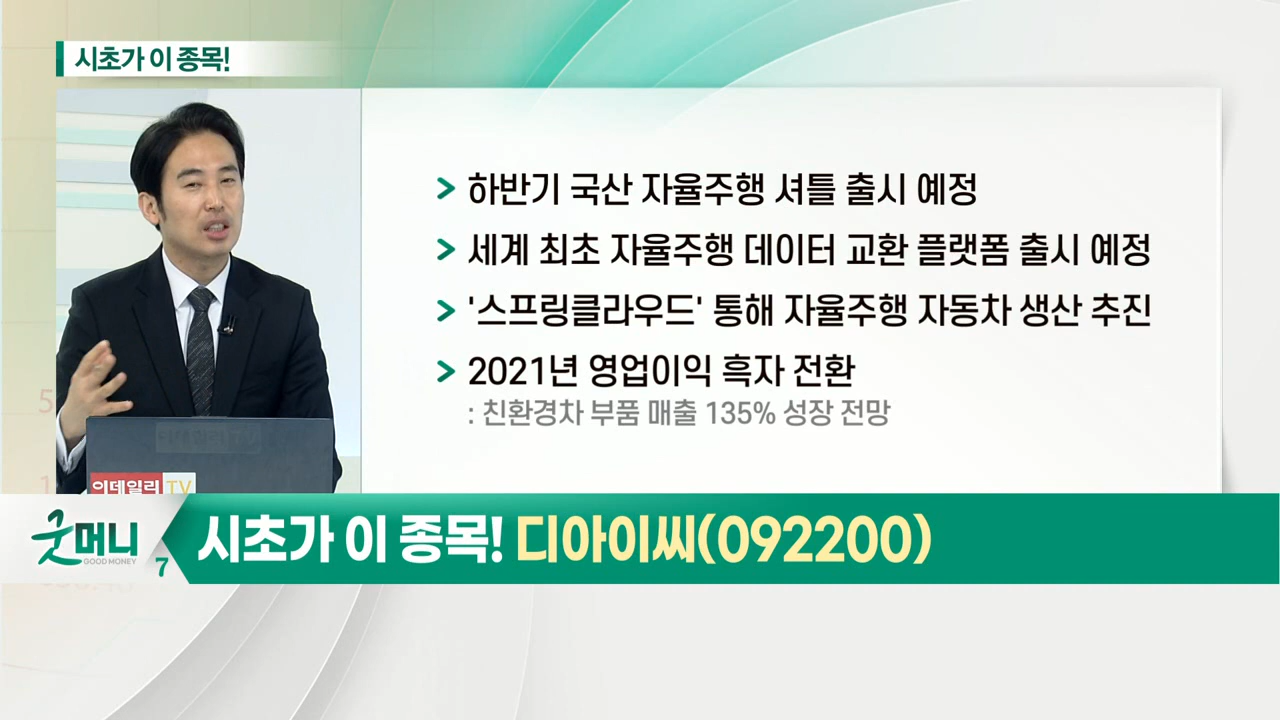 시초가 이 종목!
> 하반기 국산 자율주행 셔틀 출시 예정
> 세계 최초 자율주행 데이터 교환 플랫폼 출시 예정
> '스프링클라우드' 통해 자율주행 자동차 생산 추진
> 2021년 영업이익 흑자 전환
: 친환경차 부품 매출 135% 성장 전망
이데일리 TV
굿머니
GOOD MONEY
7
시초가 이 종목! 디아이씨(092200)